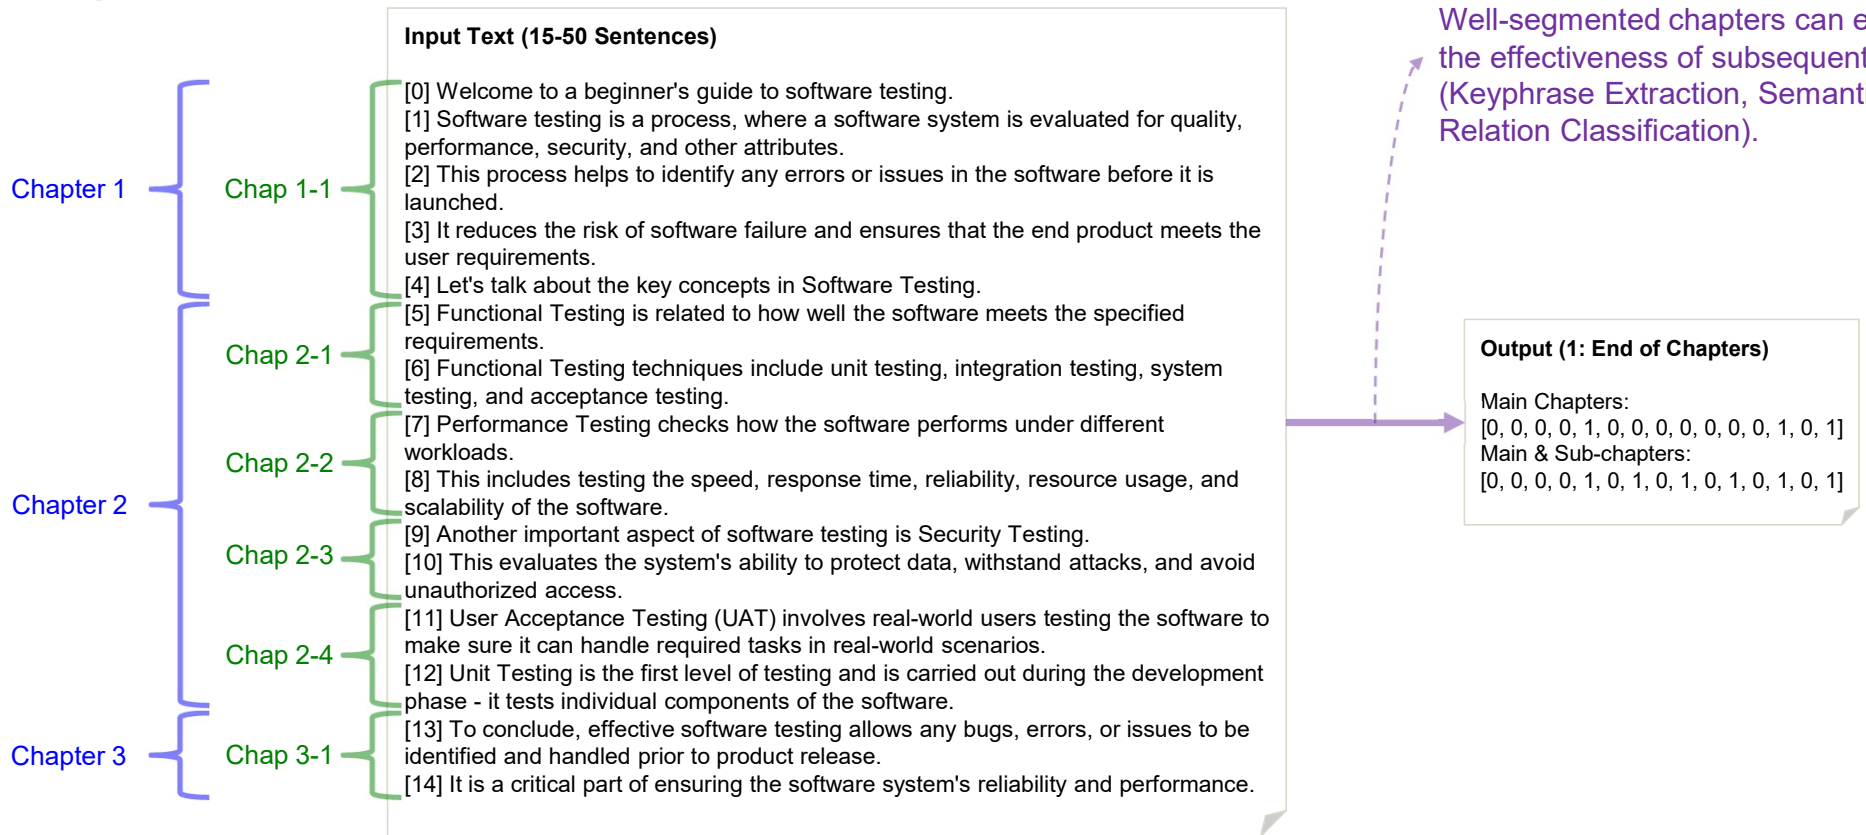 Input Text (15-50 Sentences)
[0] Welcome to a beginner's guide to software testing.
[1] Software testing is a process, where a software system is evaluated for quality,
performance, security, and other attributes.
[2] This process helps to identify any errors or issues in the software before it is
launched.
[3] It reduces the risk of software failure and ensures that the end product meets the
user requirements.
[4] Let's talk about the key concepts in Software Testing.
[5] Functional Testing is related to how well the software meets the specified
requirements.
[6] Functional Testing techniques include unit testing, integration testing, system
testing, and acceptance testing.
[7] Performance Testing checks how the software performs under different
workloads.
[8] This includes testing the speed, response time, reliability, resource usage, and
scalability of the software.
[9] Another important aspect of software testing is Security Testing.
[10] This evaluates the system's ability to protect data, withstand attacks, and avoid
unauthorized access.
[11] User Acceptance Testing (UAT) involves real-world users testing the software to
make sure it can handle required tasks in real-world scenarios.
[12] Unit Testing is the first level of testing and is carried out during the development
phase - it tests individual components of the software.
[13] To conclude, effective software testing allows any bugs, errors, or issues to be
identified and handled prior to product release.
[14] It is a critical part of ensuring the software system's reliability and performance.
Chapter 1
Chap 1-1
Chapter 2
Chap 2-1
Chap 2-2
Chap 2-3
Chap 2-4
Chapter 3
Chap 3-1
Well-segmented chapters can
the effectiveness of subsequent
(Keyphrase Extraction,
Relation Classification).
Output (1: End of Chapters)
Main Chapters:
[0, 0, 0, 0, 1, 0, 0, 0, 0, 0, 0, 0, 1, 0, 1]
Main & Sub-chapters:
[0, 0, 0, 0, 1, 0, 1, 0, 1, 0, 1, 0, 1, 0, 1]